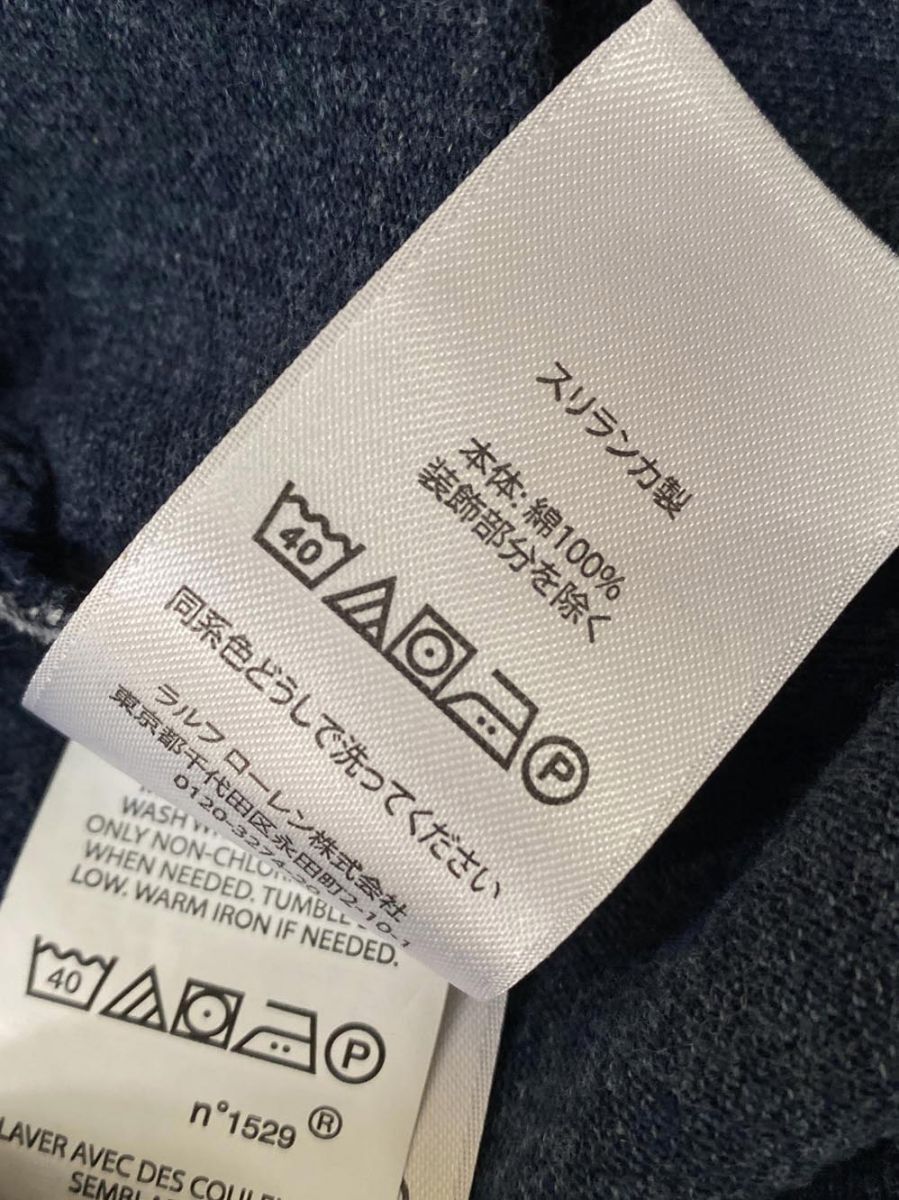 スリランカ製
本体: 綿100%
装飾部分を除く
40
P
同系色どうしで洗ってください
ラルフ ローレン株式会社
東京都千代田区永田町2-10-1
0120-3274-20
WASH
ONLY NON-CHLO
WHEN NEEDED. TUMBLE
LOW. WARM IRON IF NEEDED.
40
P
n°1529 ®
LAVER AVEC DES COULE
SEMBLA